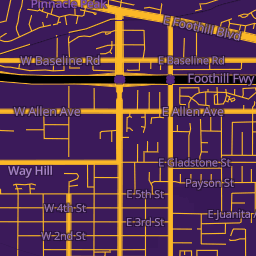 Pinnacle Peak
E Foothill Blvd
W Baseline Rd
E Baseline Rd
Foothill Fwy
W Allen Ave
E Allen Ave
E Gladstone St
Way Hill
Payson St
E 5th St
W 4th St
E Juanita A
E 3rd St
W 2nd St